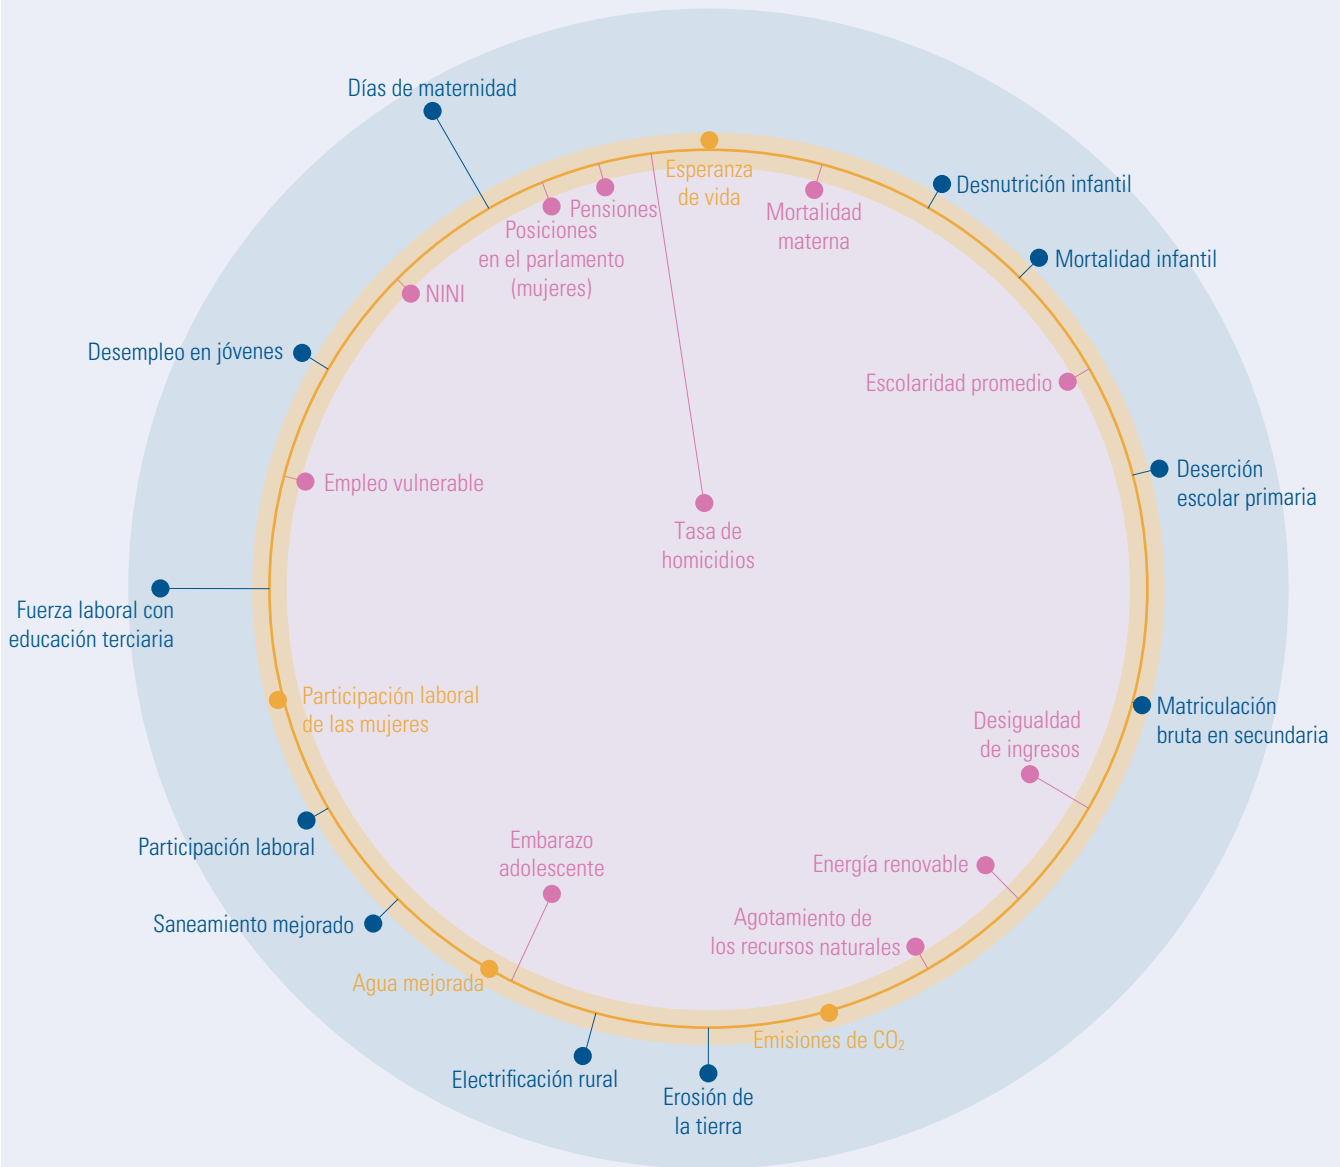 Días de maternidad
Esperanza
de vida
Desnutrición infantil
Pensiones
Mortalidad
materna
Posiciones
en el parlamento
(mujeres)
Mortalidad infantil
NINI
Desempleo en jóvenes
Escolaridad promedio
Deserción
escolar primaria
Empleo vulnerable
Tasa de
homicidios
Fuerza laboral con
educación terciaria
Participación laboral
de las mujeres
Matriculación
bruta en secundaria
Desigualdad
de ingresos
Participación laboral
Embarazo
adolescente
Energía renovable
Saneamiento mejorado
Agotamiento de
los recursos naturales
Agua mejorada
Emisiones de CO₂
Electrificación rural
Erosión de
la tierra